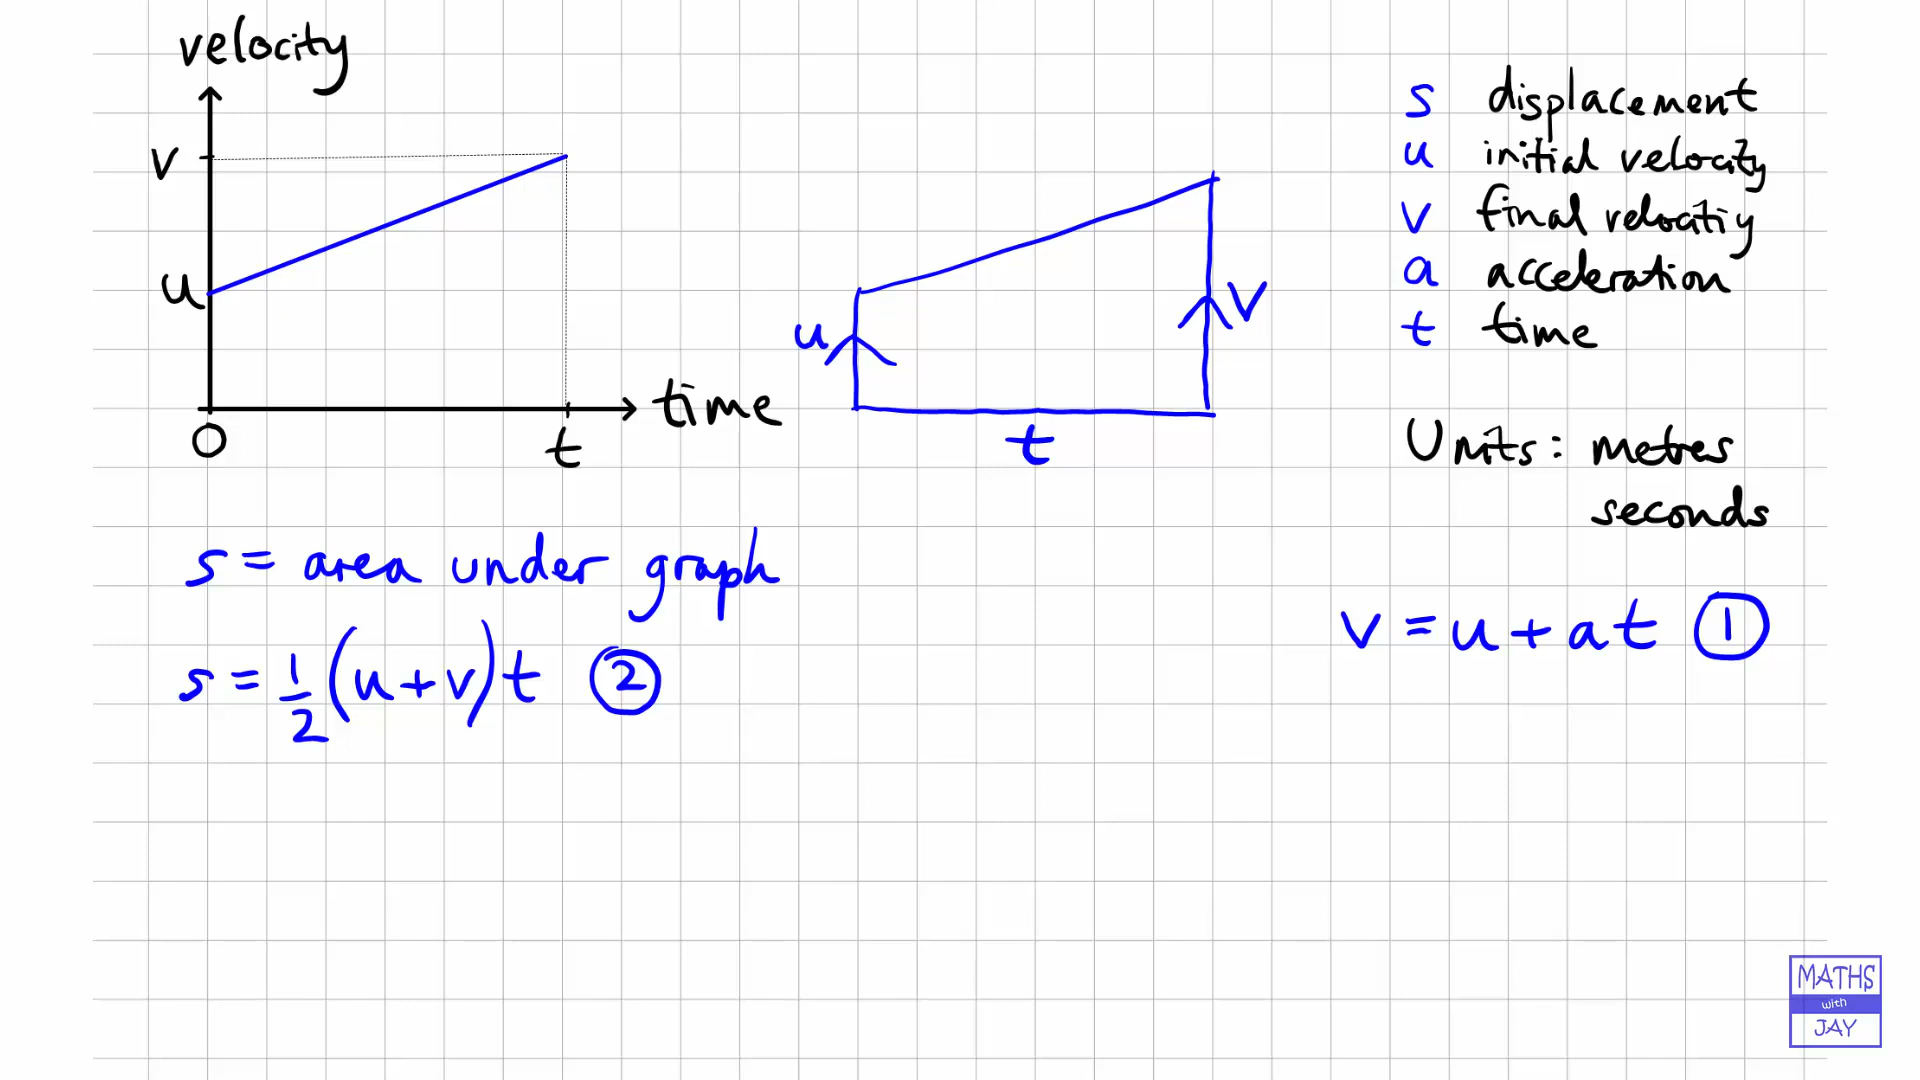 velocity
v
u
0
t
time
u
v
t
s displacement
u initial velocity
v final velocatiy
a acceleration
t time
Units: metres
seconds
s = area under graph
s = 1/2 (u+v)t ②
v = u + at ①
MATHS
with
JAY